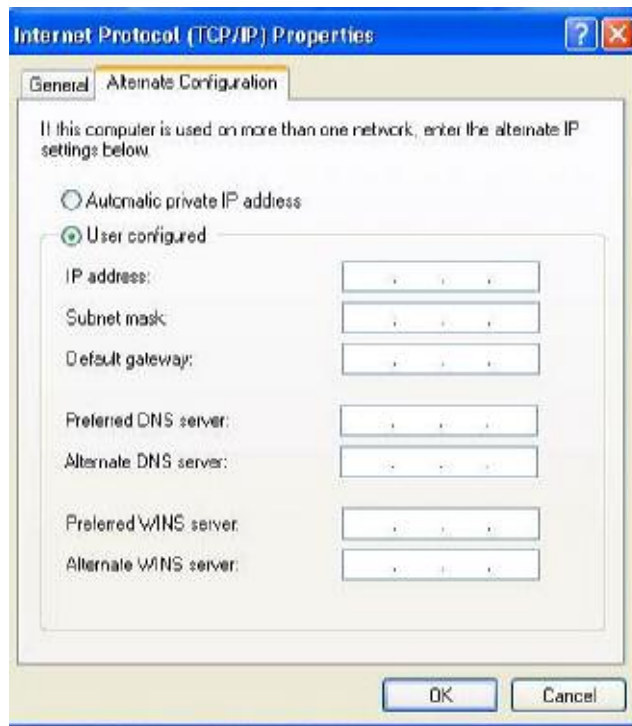 Internet Protocol (TCP/IP) Properties
General
Alternate Configuration
If this computer is used on more than one network, enter the alternate IP
settings below.
Automatic private IP address
User configured
IP address:
Subnet mask:
Default gateway:
Preferred DNS server:
Alternate DNS server:
Preferred WINS server:
Alternate WINS server:
OK
Cancel